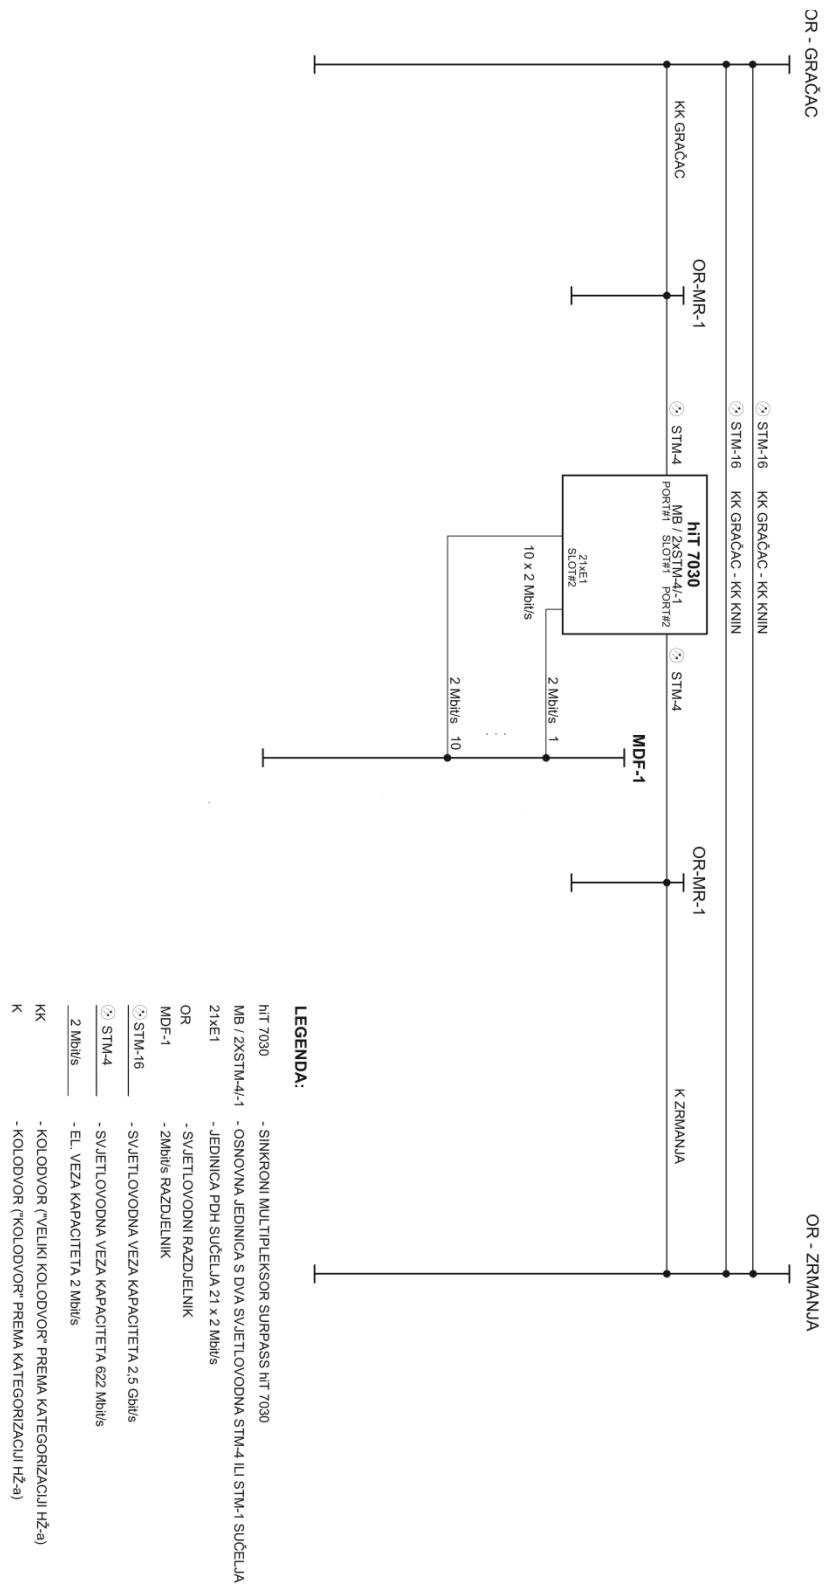 OR - GRAČAC
OR - ZRMANJA
STM-16 KK GRAČAC - KK KNIN
STM-16 KK GRAČAC - KK KNIN
KK GRAČAC
OR-MR-1
STM-4
hiT 7030
MB / 2xSTM-4/-1
PORT#1 SLOT#1 PORT#2
21xE1
SLOT#2
STM-4
OR-MR-1
K ZRMANJA
MDF-1
10 x 2 Mbit/s
2 Mbit/s 1
. . .
2 Mbit/s 10
LEGENDA:
hiT 7030 - SINKRONI MULTIPLEKSOR SURPASS hiT 7030
MB / 2XSTM-4/-1 - OSNOVNA JEDINICA S DVA SVJETLOVODNA STM-4 ILI STM-1 SUČELJA
21xE1 - JEDINICA PDH SUČELJA 21 x 2 Mbit/s
OR - SVJETLOVODNI RAZDJELNIK
MDF-1 - 2Mbit/s RAZDJELNIK
STM-16 - SVJETLOVODNA VEZA KAPACITETA 2,5 Gbit/s
STM-4 - SVJETLOVODNA VEZA KAPACITETA 622 Mbit/s
2 Mbit/s - EL. VEZA KAPACITETA 2 Mbit/s
KK - KOLODVOR ("VELIKI KOLODVOR" PREMA KATEGORIZACIJI HŽ-a)
K - KOLODVOR ("KOLODVOR" PREMA KATEGORIZACIJI HŽ-a)